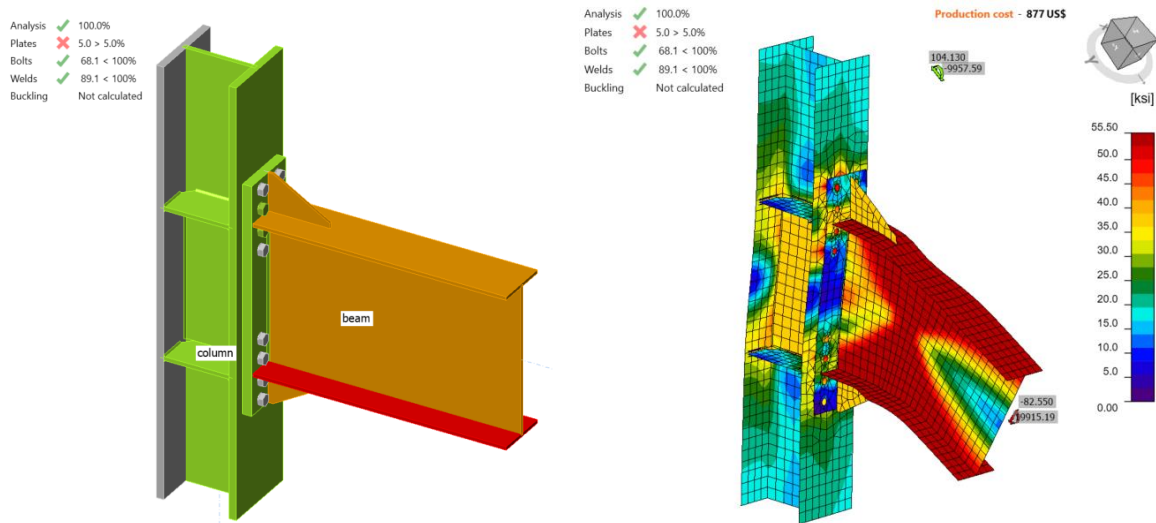 Analysis ✔ 100.0%
Plates ✖ 5.0 > 5.0%
Bolts ✔ 68.1 < 100%
Welds ✔ 89.1 < 100%
Buckling Not calculated
beam
column
Analysis ✔ 100.0%
Plates ✖ 5.0 > 5.0%
Bolts ✔ 68.1 < 100%
Welds ✔ 89.1 < 100%
Buckling Not calculated
Production cost - 877 US$
104.130
-9957.59
[ksi]
55.50
50.0
45.0
40.0
35.0
30.0
25.0
20.0
15.0
10.0
5.0
0.00
-82.550
19915.19